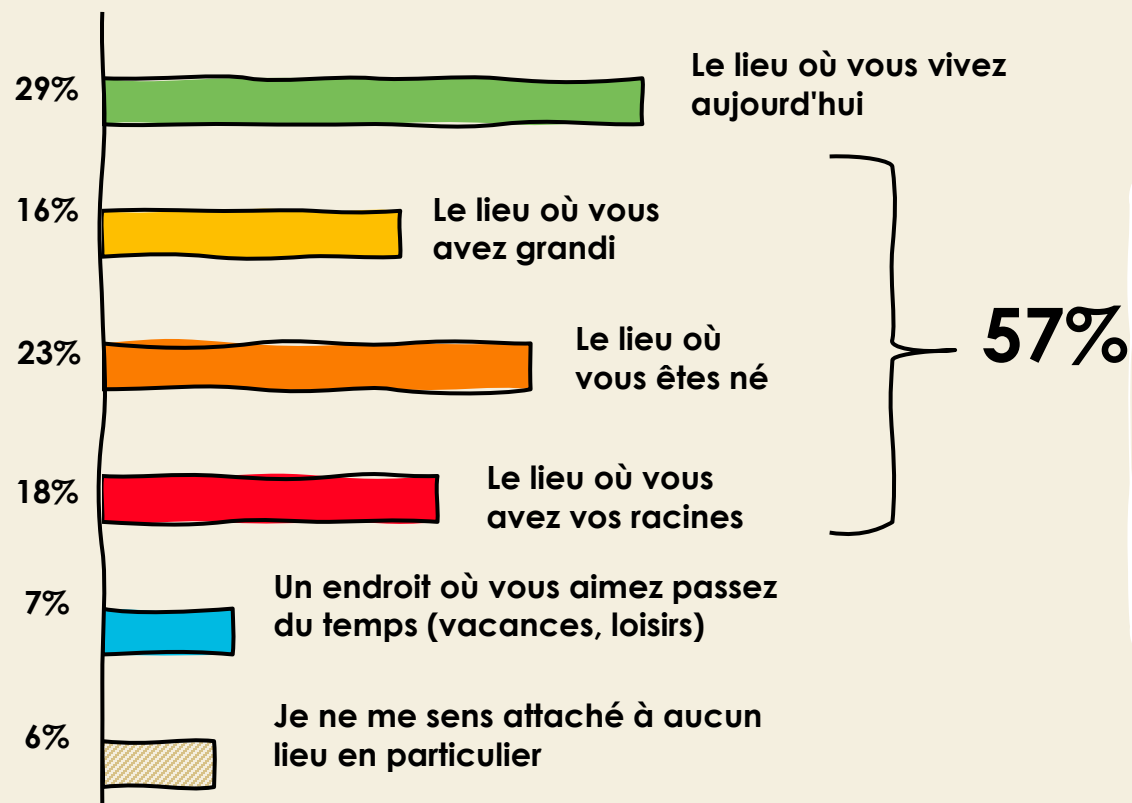 29%
Le lieu où vous vivez
aujourd'hui
16%
Le lieu où vous
avez grandi
23%
Le lieu où
vous êtes né
57%
18%
Le lieu où vous
avez vos racines
7%
Un endroit où vous aimez passez
du temps (vacances, loisirs)
6%
Je ne me sens attaché à aucun
lieu en particulier